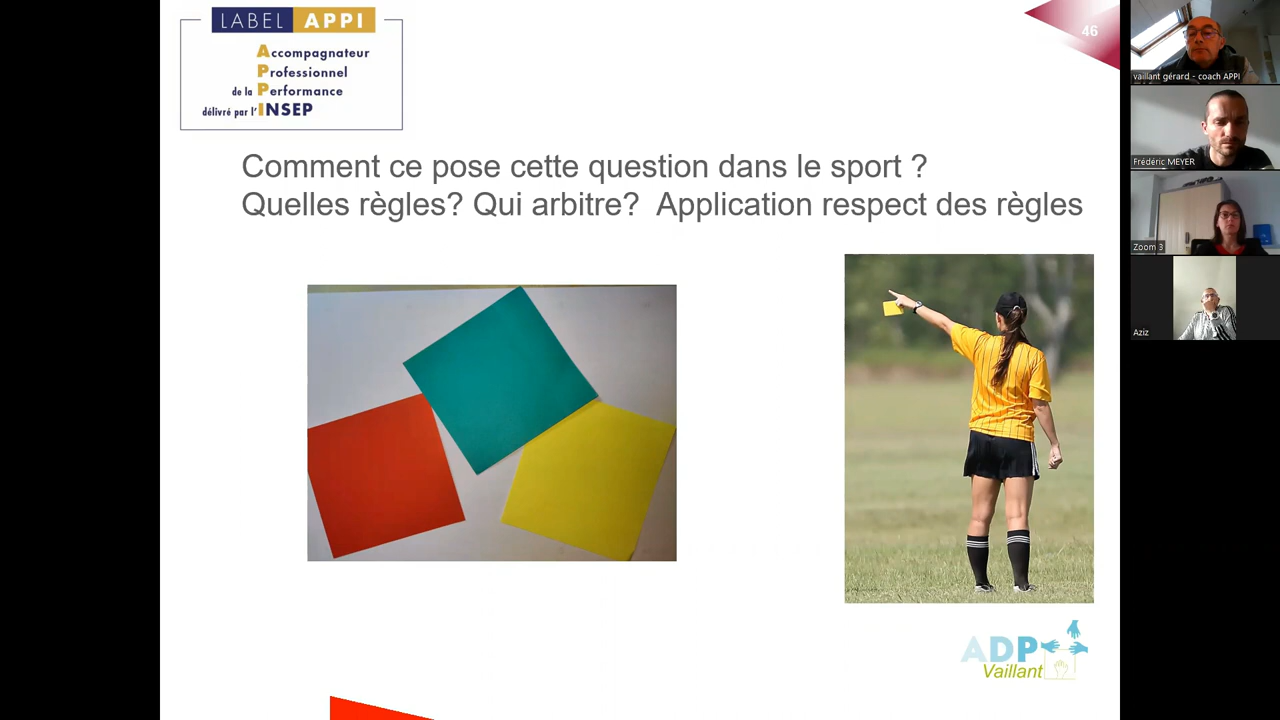 LABEL APPI
Accompagnateur
Professionnel
de la Performance
délivré par l'INSEP
46
Comment ce pose cette question dans le sport ?
Quelles règles? Qui arbitre?  Application respect des règles
ADP
Vaillant
vaillant gérard - coach APPI
Frédéric MEYER
Zoom 3
Aziz